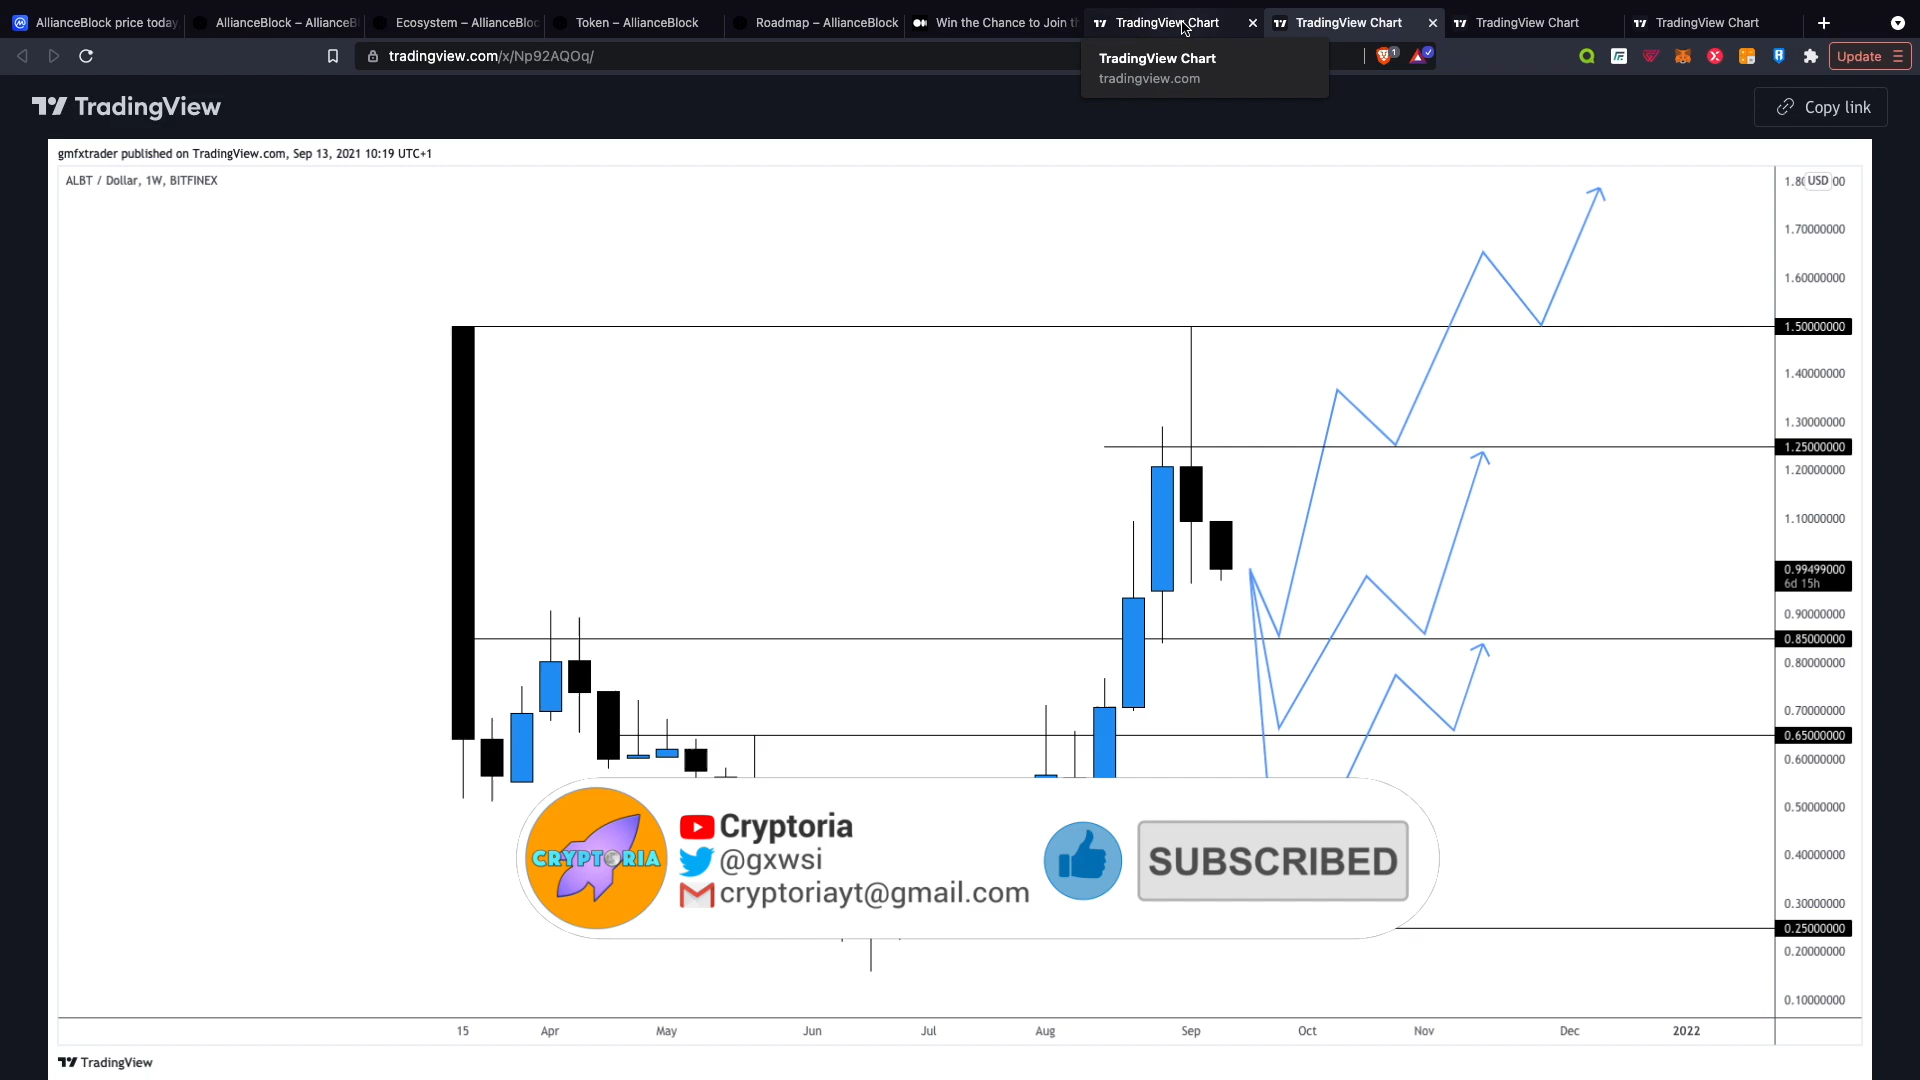 AllianceBlock price today
AllianceBlock – AllianceB
Ecosystem – AllianceBloc
Token – AllianceBlock
Roadmap – AllianceBlock
Win the Chance to Join t
TradingView Chart
TradingView Chart
TradingView Chart
TradingView Chart
tradingview.com/x/Np92AQOq/
1
Update
TradingView Chart
tradingview.com
TradingView
Copy link
gmfxtrader published on TradingView.com, Sep 13, 2021 10:19 UTC+1
ALBT / Dollar, 1W, BITFINEX
1.80 USD 00
1.70000000
1.60000000
1.50000000
1.40000000
1.30000000
1.25000000
1.20000000
1.10000000
0.99499000
6d 15h
0.90000000
0.85000000
0.80000000
0.70000000
0.65000000
0.60000000
0.50000000
0.40000000
0.30000000
0.25000000
0.20000000
0.10000000
CRYPTORIA
Cryptoria
@gxwsi
cryptoriayt@gmail.com
SUBSCRIBED
15 Apr May Jun Jul Aug Sep Oct Nov Dec 2022
TradingView